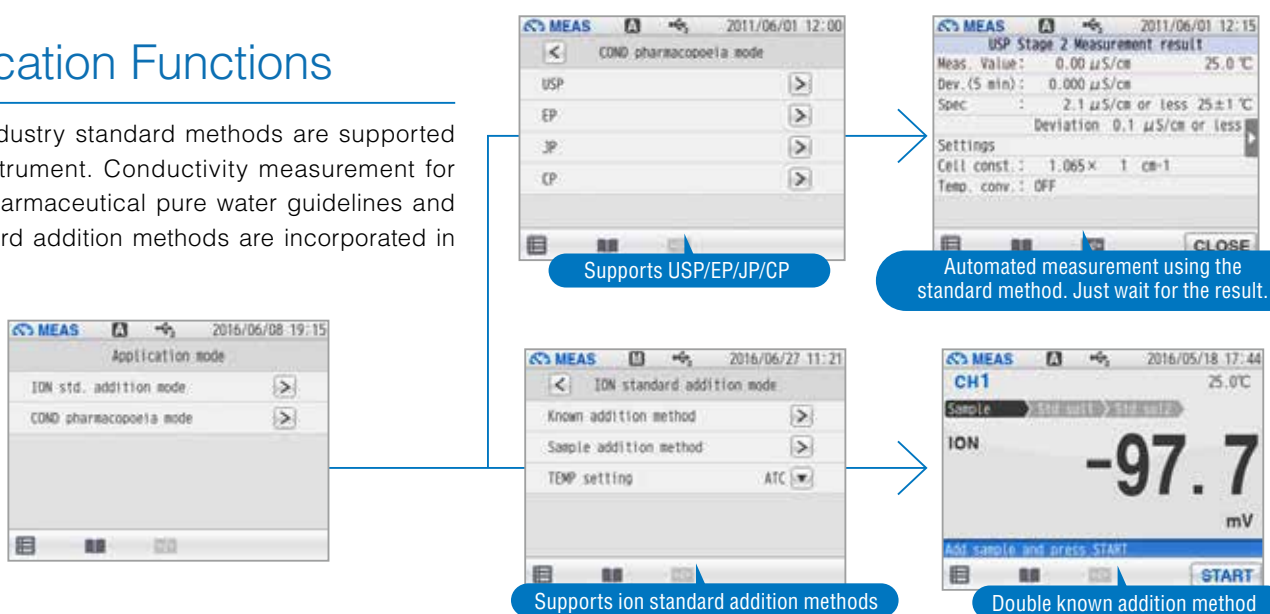 cation Functions
dustry standard methods are supported
trument. Conductivity measurement for
armaceutical pure water guidelines and
rd addition methods are incorporated in
MEAS A 2016/06/08 19:15
Application mode
ION std. addition mode >
COND pharmacopoeia mode >
MEAS A 2011/06/01 12:00
< COND pharmacopoeia mode
USP >
EP >
JP >
CP >
Supports USP/EP/JP/CP
MEAS A 2011/06/01 12:15
USP Stage 2 Measurement result
Meas. Value: 0.00 μS/cm 25.0 ℃
Dev.(5 min): 0.000 μS/cm
Spec : 2.1 μS/cm or less 25±1 ℃
Deviation 0.1 μS/cm or less
Settings
Cell const.: 1.065× 1 cm-1
Temp. conv.: OFF
CLOSE
Automated measurement using the
standard method. Just wait for the result.
MEAS M 2016/06/27 11:21
< ION standard addition mode
Known addition method >
Sample addition method >
TEMP setting ATC ▼
Supports ion standard addition methods
MEAS A 2016/05/18 17:44
CH1 25.0℃
Sample
ION -97.7
mV
Add sample and press START
START
Double known addition method